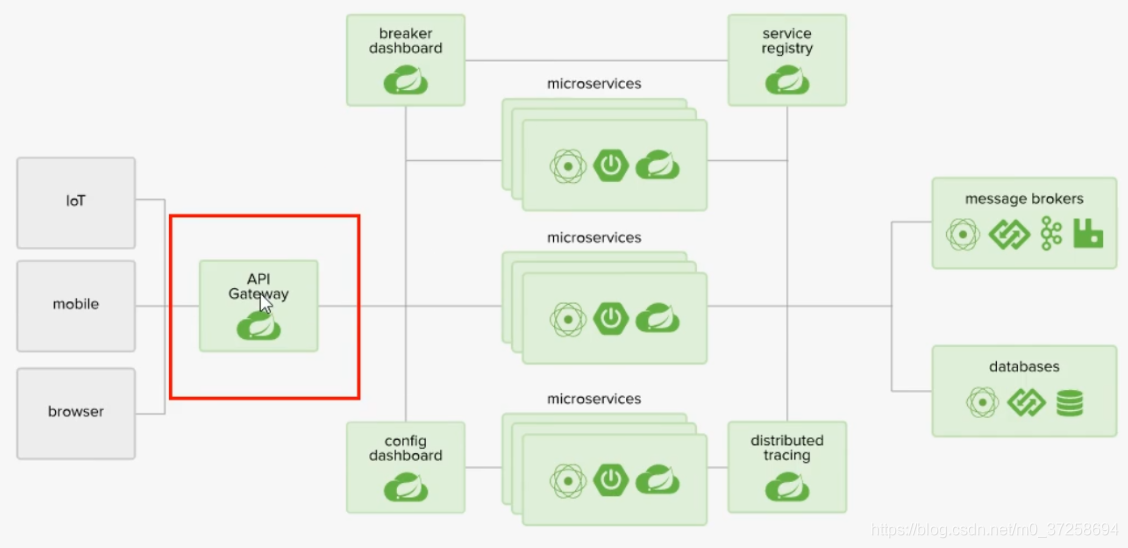 breaker
dashboard
service
registry
microservices
IoT
message brokers
microservices
API
Gateway
mobile
databases
microservices
browser
config
dashboard
distributed
tracing
https://blog.csdn.net/m0_37258694